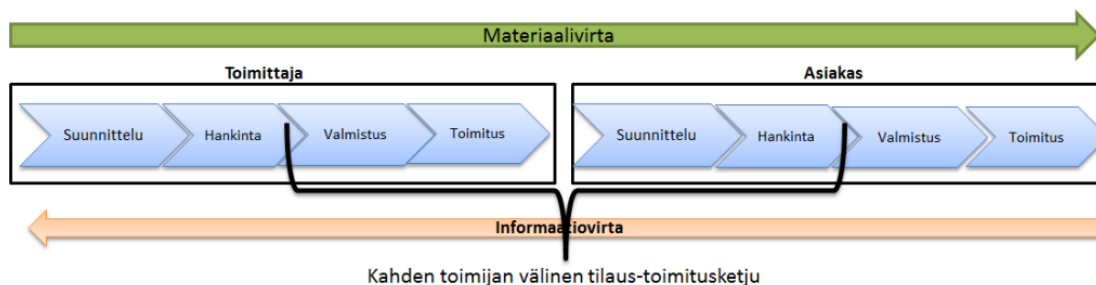 Materiaalivirta
Toimittaja
Asiakas
Suunnittelu
Hankinta
Valmistus
Toimitus
Suunnittelu
Hankinta
Valmistus
Toimitus
Informaatiovirta
Kahden toimijan välinen tilaus-toimitusketju